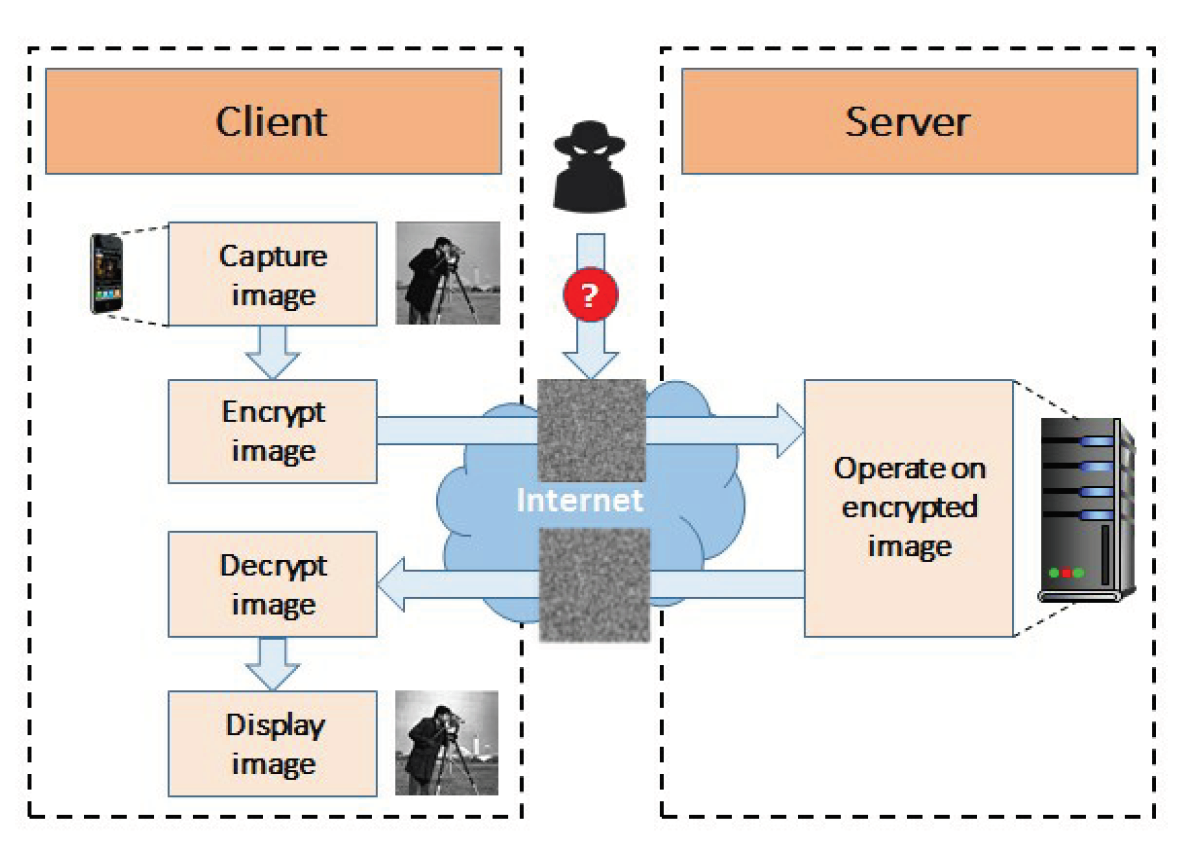 Client
Server
Capture
image
?
Encrypt
image
Internet
Operate on
encrypted
image
Decrypt
image
Display
image